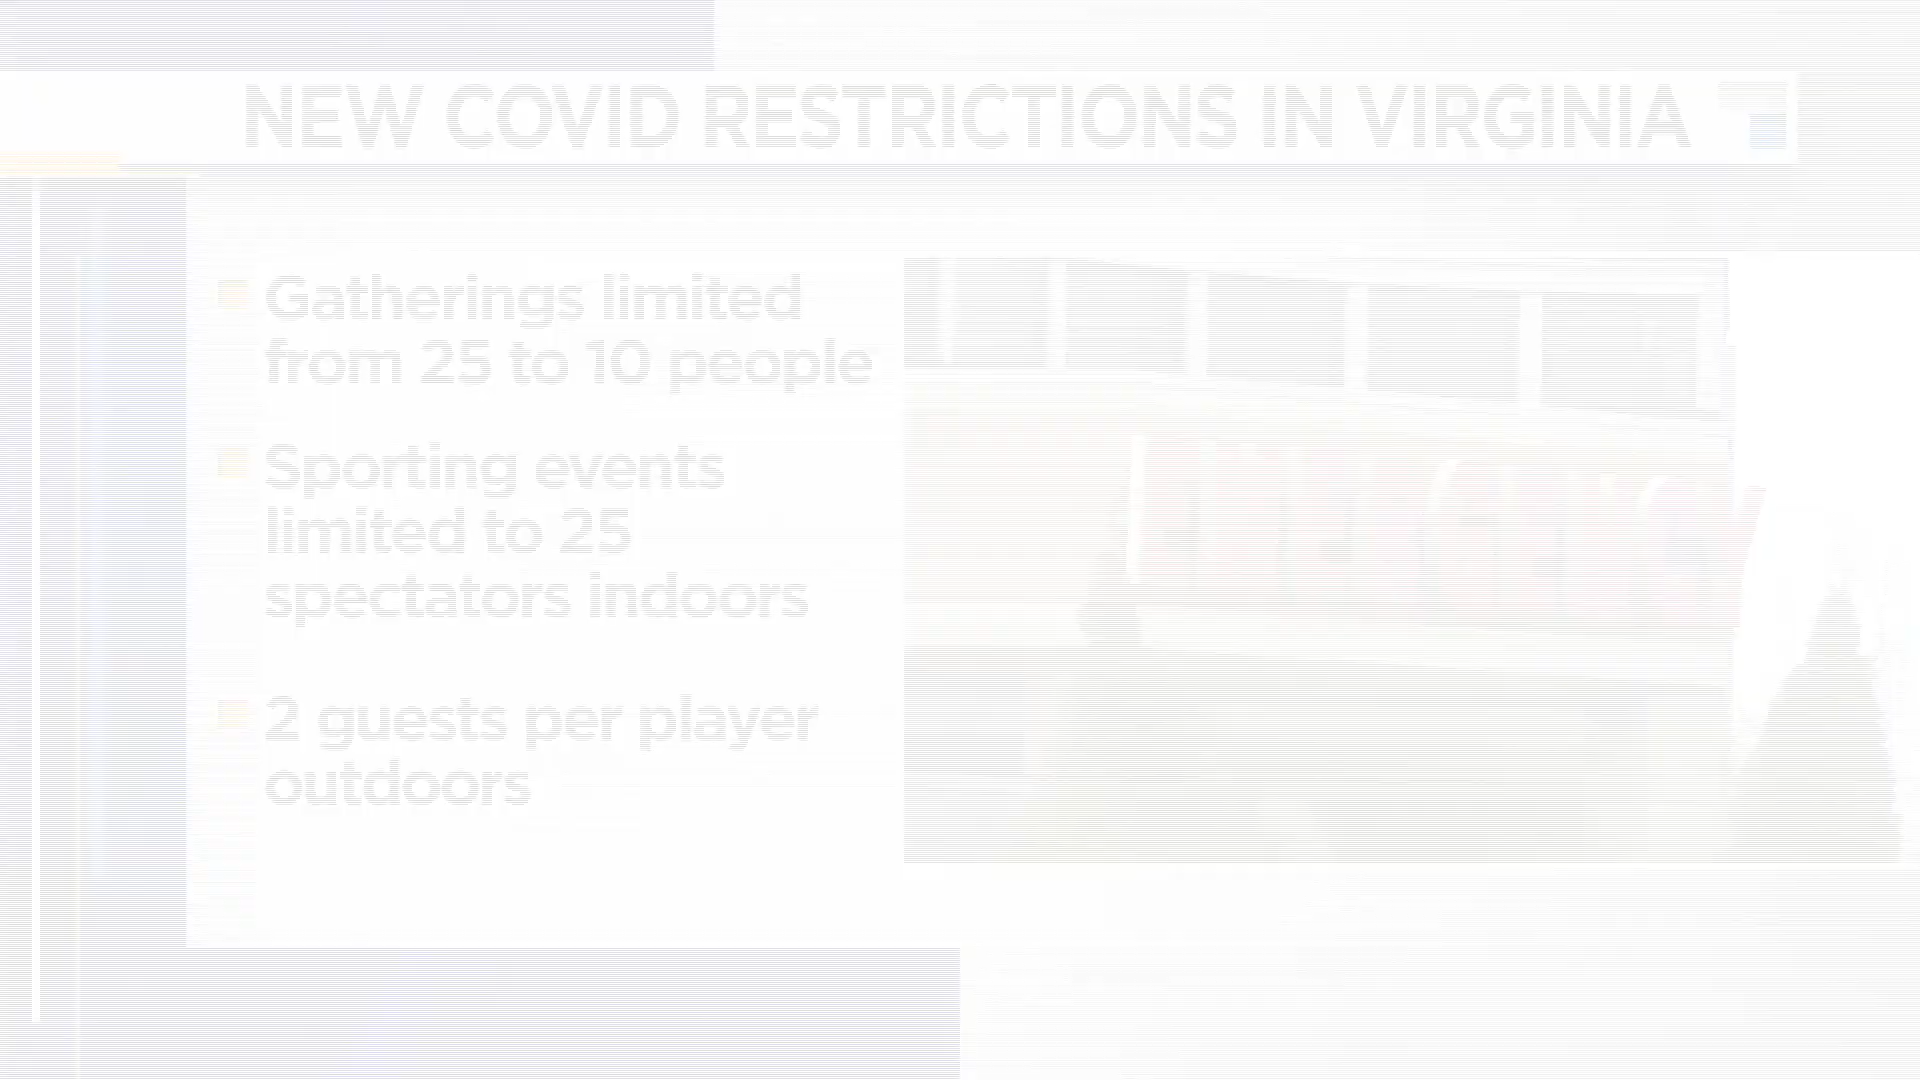 NEW COVID RESTRICTIONS IN VIRGINIA
Gatherings limited
from 25 to 10 people
Sporting events
limited to 25
spectators indoors
2 guests per player
outdoors
EMERGENCY